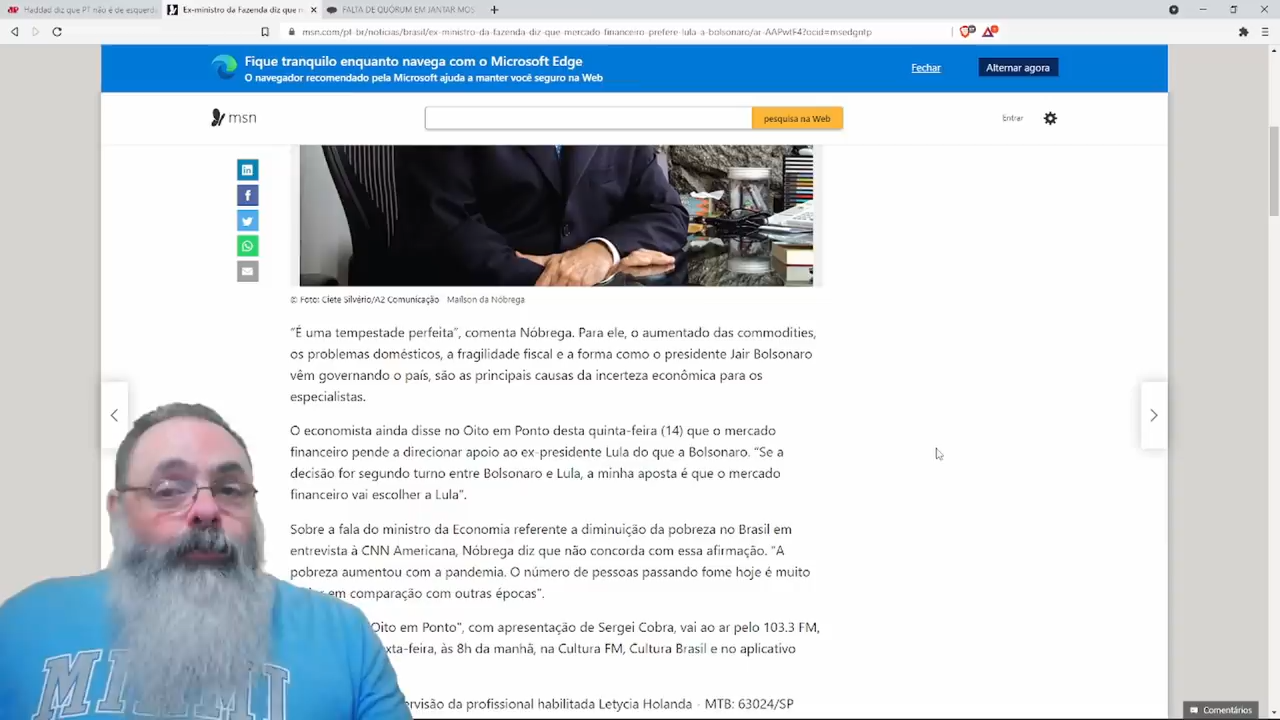 Haddad diz que PT não é de esquerd
Ex-ministro da Fazenda diz que m
FALTA DE QUÓRUM EM JANTAR MOS
msn.com/pt-br/noticias/brasil/ex-ministro-da-fazenda-diz-que-mercado-financeiro-prefere-lula-a-bolsonaro/ar-AAPwtF4?ocid=msedgntp
Fique tranquilo enquanto navega com o Microsoft Edge
O navegador recomendado pela Microsoft ajuda a manter você seguro na Web
Fechar
Alternar agora
msn
pesquisa na Web
Entrar
© Foto: Ciete Silvério/A2 Comunicação Maílson da Nóbrega
"É uma tempestade perfeita", comenta Nóbrega. Para ele, o aumentado das commodities,
os problemas domésticos, a fragilidade fiscal e a forma como o presidente Jair Bolsonaro
vêm governando o país, são as principais causas da incerteza econômica para os
especialistas.
O economista ainda disse no Oito em Ponto desta quinta-feira (14) que o mercado
financeiro pende a direcionar apoio ao ex-presidente Lula do que a Bolsonaro. "Se a
decisão for segundo turno entre Bolsonaro e Lula, a minha aposta é que o mercado
financeiro vai escolher a Lula".
Sobre a fala do ministro da Economia referente a diminuição da pobreza no Brasil em
entrevista à CNN Americana, Nóbrega diz que não concorda com essa afirmação. "A
pobreza aumentou com a pandemia. O número de pessoas passando fome hoje é muito
em comparação com outras épocas".
Oito em Ponto", com apresentação de Sergei Cobra, vai ao ar pelo 103.3 FM,
xta-feira, às 8h da manhã, na Cultura FM, Cultura Brasil e no aplicativo
ervisão da profissional habilitada Letycia Holanda - MTB: 63024/SP
MIAMI
Comentários